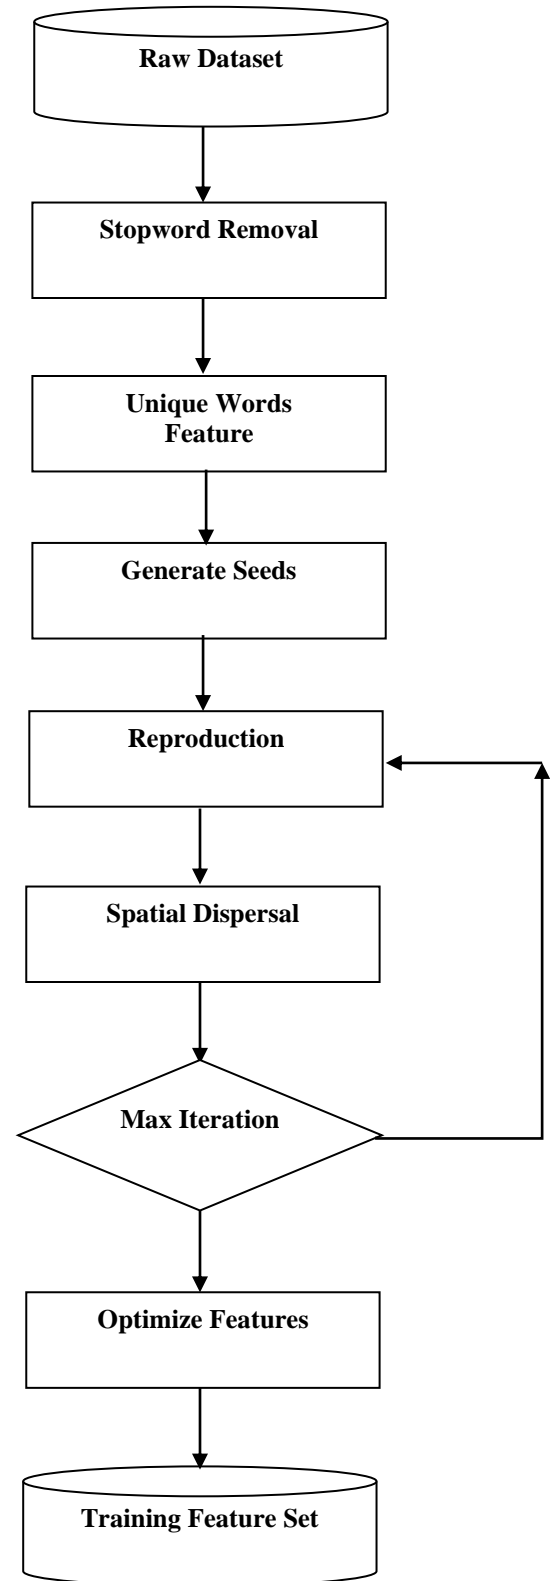 Raw Dataset
Stopword Removal
Unique Words
Feature
Generate Seeds
Reproduction
Spatial Dispersal
Max Iteration
Optimize Features
Training Feature Set